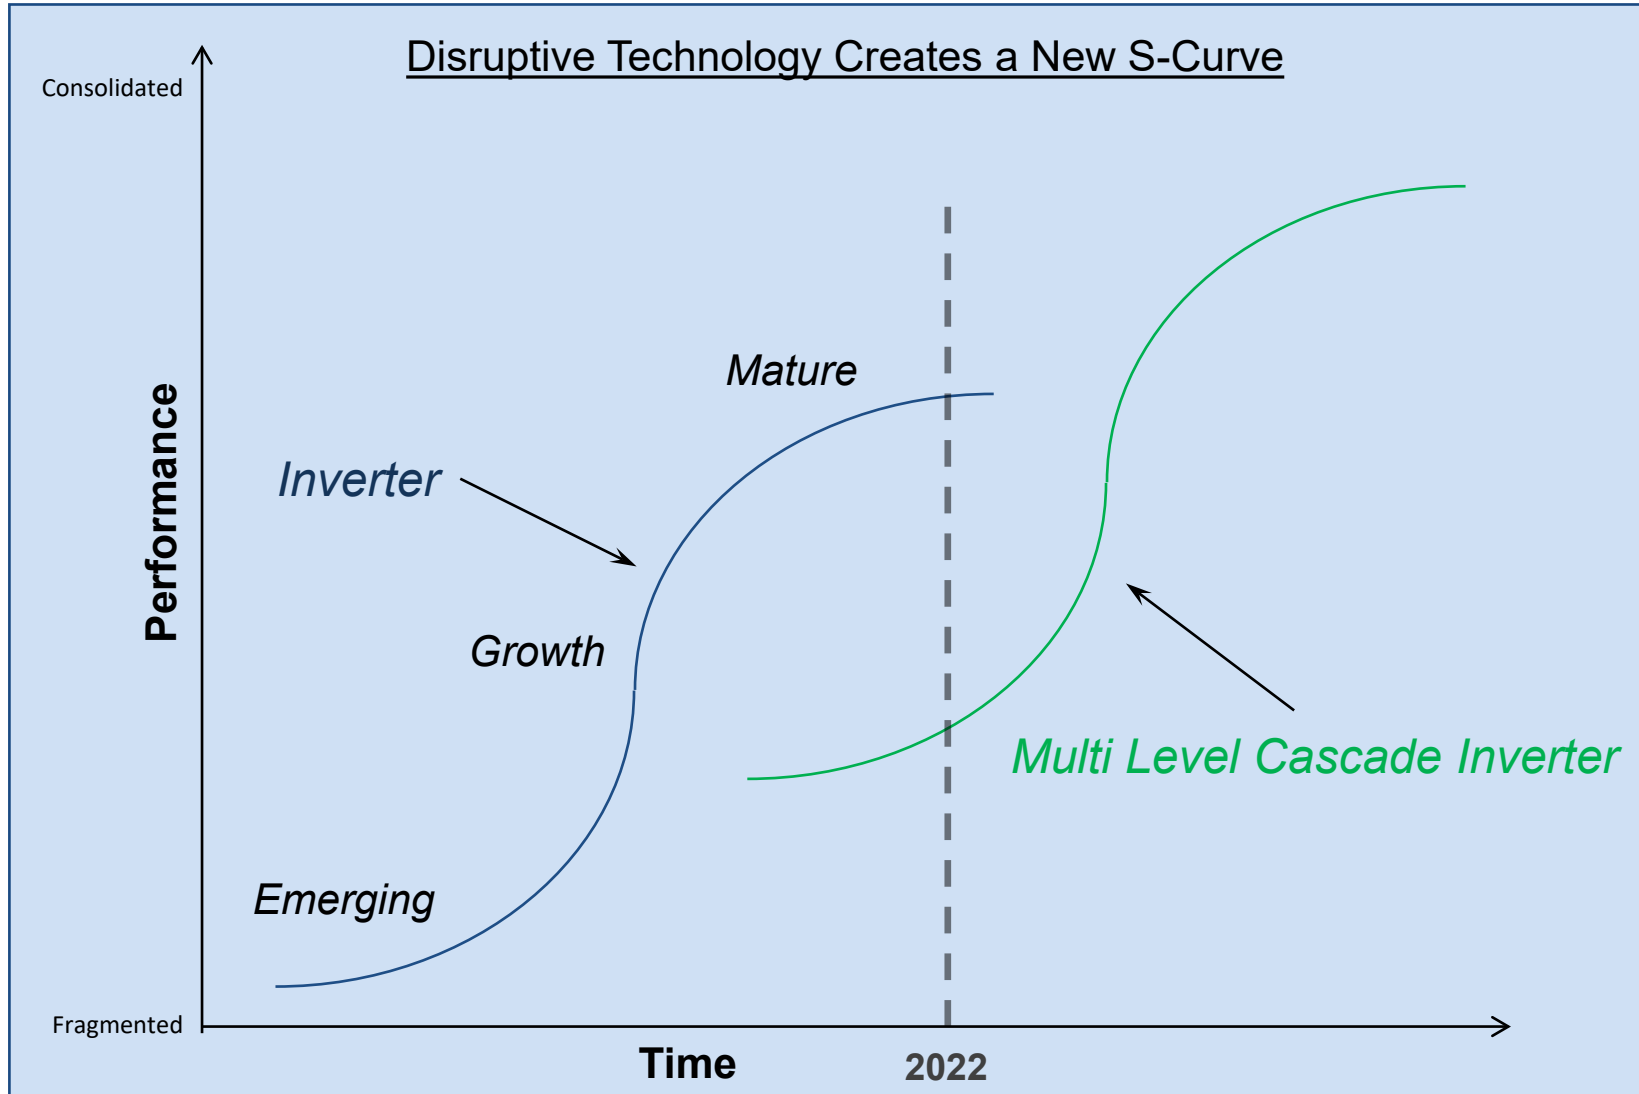 Disruptive Technology Creates a New S-Curve
Consolidated
Mature
Inverter
Performance
Growth
Multi Level Cascade Inverter
Emerging
Fragmented
Time
2022